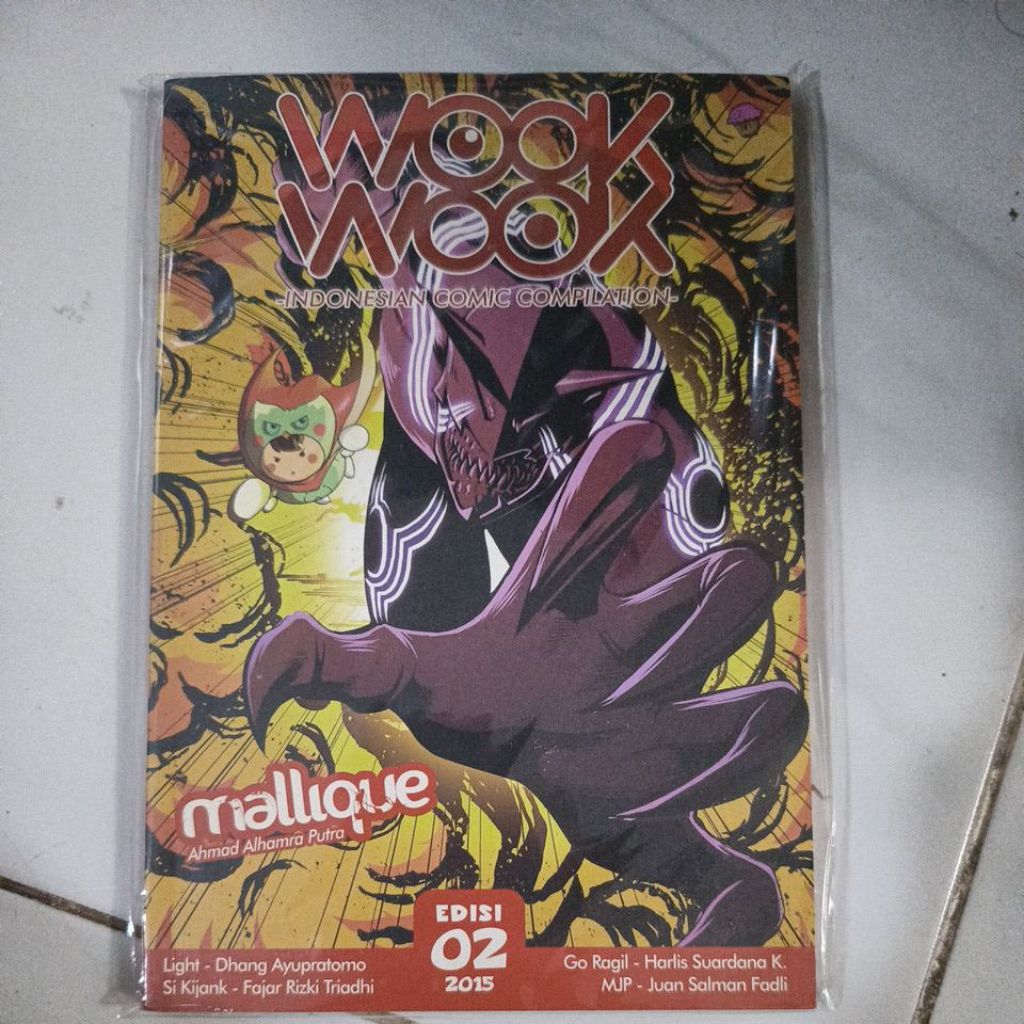 WOOK
WOOK
-INDONESIAN COMIC COMPILATION-
mallique
Ahmad Alhamra Putra
EDISI
02
2015
Light - Dhang Ayupratomo
Si Kijank - Fajar Rizki Triadhi
Go Ragil - Harlis Suardana K.
MJP - Juan Salman Fadli